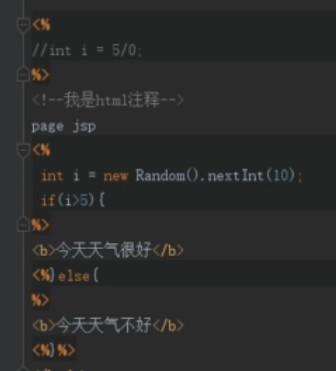 <%
//int i = 5/0;
%>
<!--我是html注释-->
page jsp
<%
int i = new Random().nextInt(10);
if(i>5){
%>
<b>今天天气很好</b>
<%}else{
%>
<b>今天天气不好</b>
<%}%>